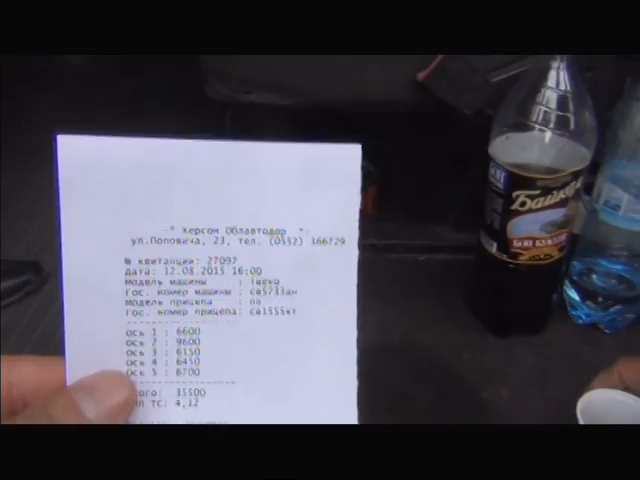 -* Херсон Облавтодор *-
ул.Поповича, 23, тел. (0552) 366729
№ квитанции: 27097
Дата: 12.08.2015 16:00
Модель машины :
Гос. номер машины : св5733ан
Модель прицепа :
Гос. номер прицепа: св1555хт
Ось 1 : 6600
Ось 2 : 9600
Ось 3 : 6150
Ось 4 : 6450
Ось 5 : 6700
35500
ТС: 4,12
Байкал